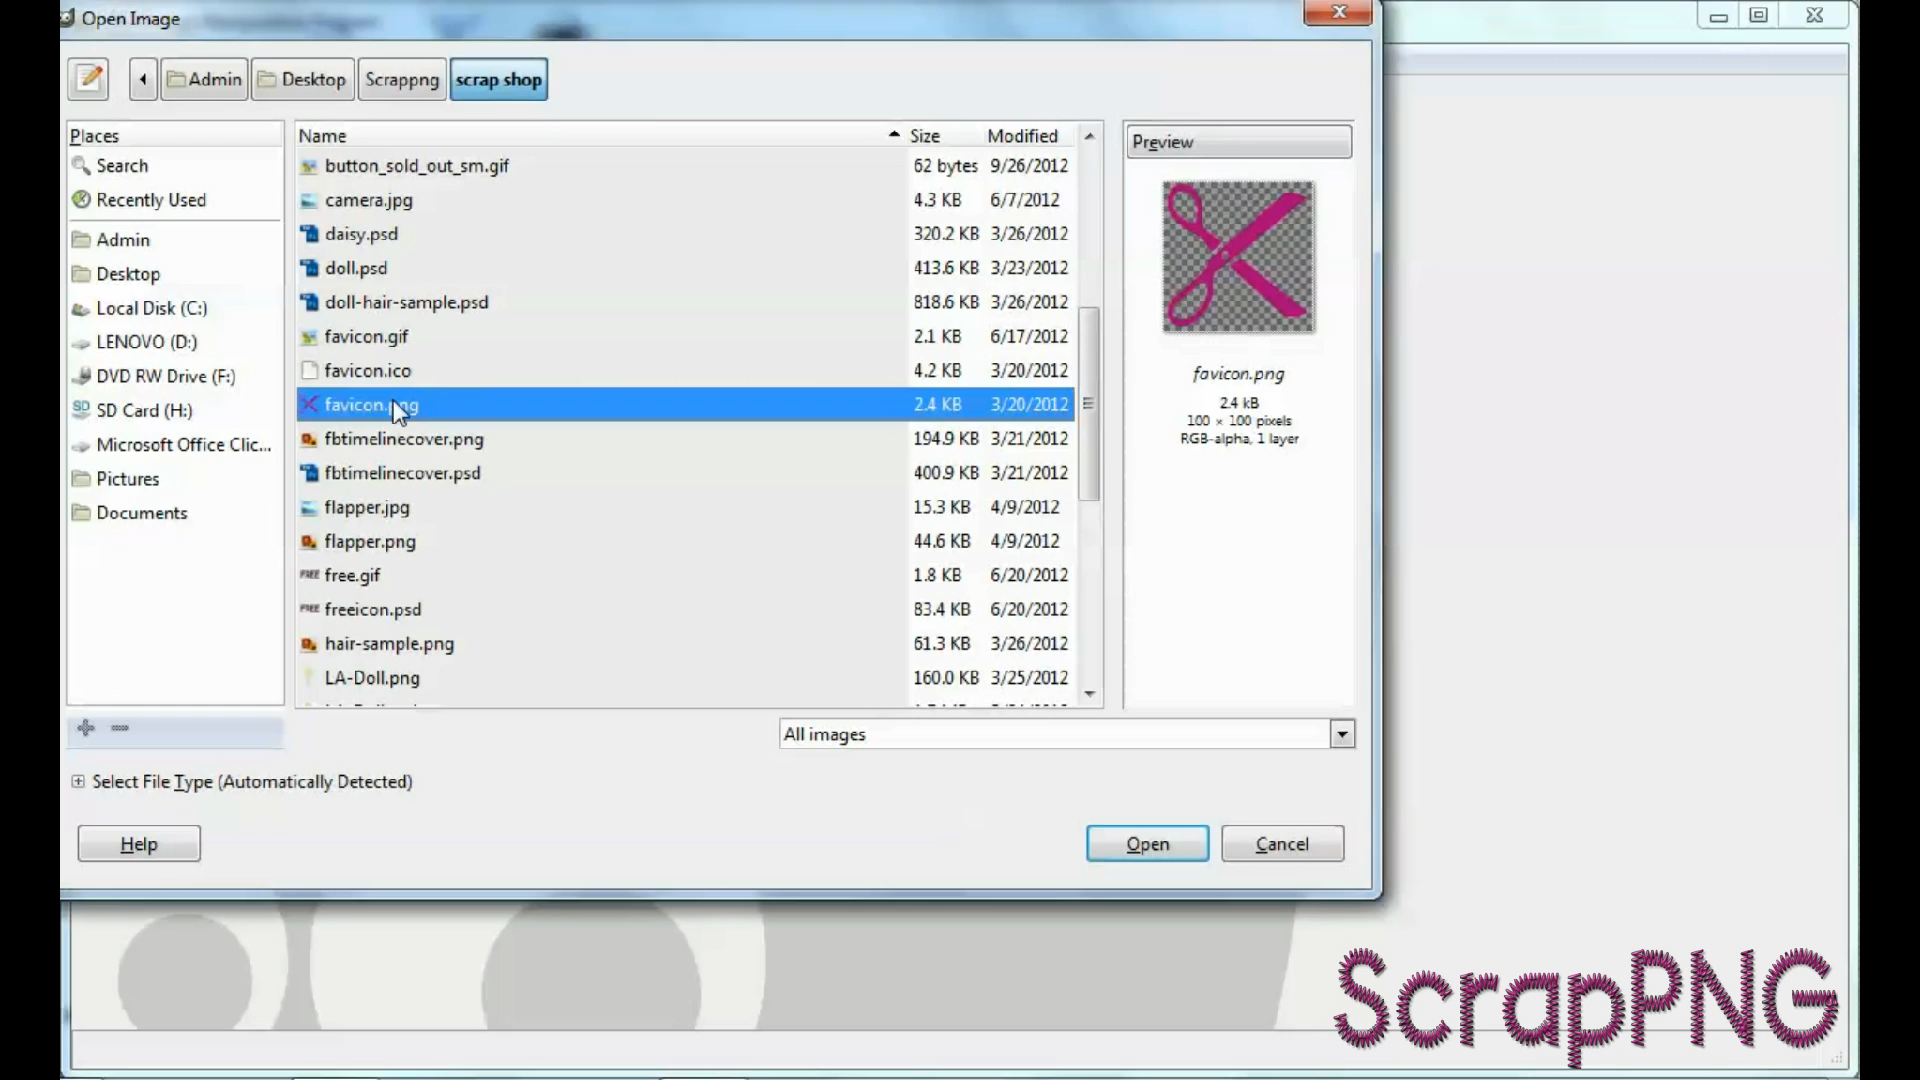 Open Image
Admin
Desktop
Scrappng
scrap shop
Places
Search
Recently Used
Admin
Desktop
Local Disk (C:)
LENOVO (D:)
DVD RW Drive (F:)
SD Card (H:)
Microsoft Office Clic...
Pictures
Documents
Name Size Modified
button_sold_out_sm.gif 62 bytes 9/26/2012
camera.jpg 4.3 KB 6/7/2012
daisy.psd 320.2 KB 3/26/2012
doll.psd 413.6 KB 3/23/2012
doll-hair-sample.psd 818.6 KB 3/26/2012
favicon.gif 2.1 KB 6/17/2012
favicon.ico 4.2 KB 3/20/2012
favicon.png 2.4 KB 3/20/2012
fbtimelinecover.png 194.9 KB 3/21/2012
fbtimelinecover.psd 400.9 KB 3/21/2012
flapper.jpg 15.3 KB 4/9/2012
flapper.png 44.6 KB 4/9/2012
free.gif 1.8 KB 6/20/2012
freeicon.psd 83.4 KB 6/20/2012
hair-sample.png 61.3 KB 3/26/2012
LA-Doll.png 160.0 KB 3/25/2012
Preview
favicon.png
2.4 kB
100 × 100 pixels
RGB-alpha, 1 layer
All images
Select File Type (Automatically Detected)
Help
Open
Cancel
ScrapPNG